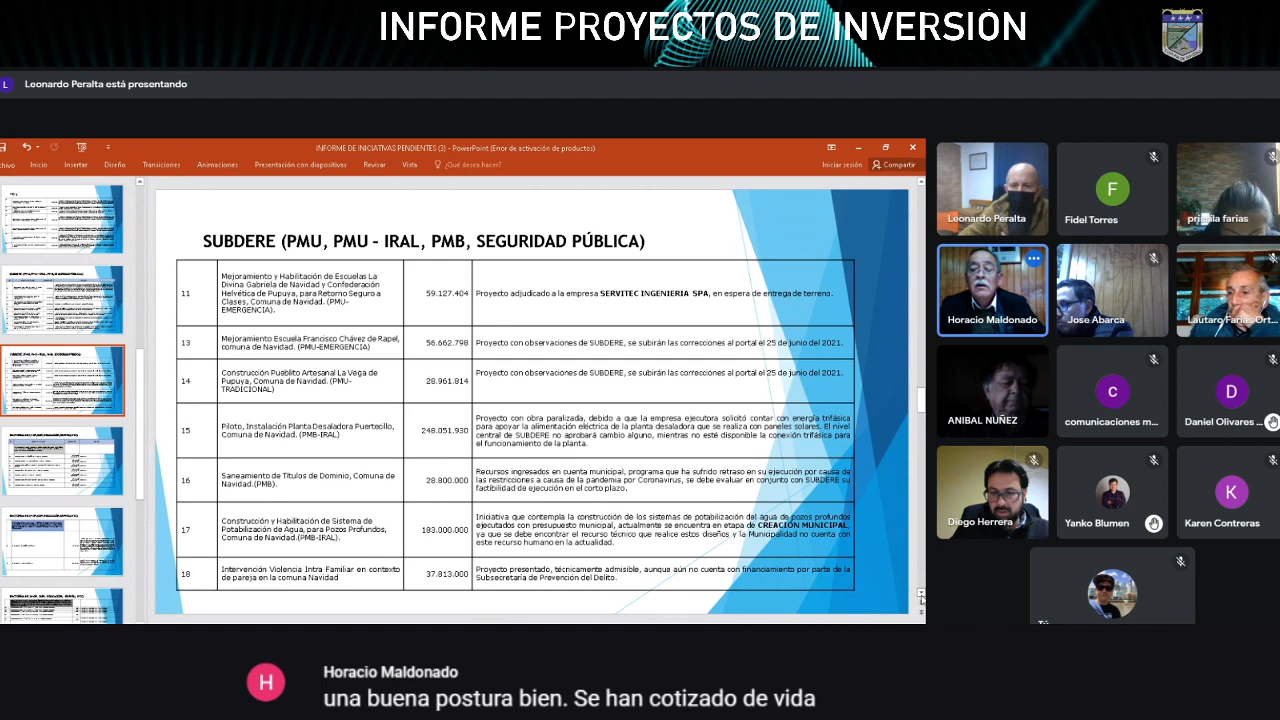 INFORME PROYECTOS DE INVERSIÓN
L
Leonardo Peralta está presentando
INFORME DE INICIATIVAS PENDIENTES (3) - PowerPoint (Error de activación de productos)
chivo Inicio Insertar Diseño Transiciones Animaciones Presentación con diapositivas Revisar Vista ¿Qué desea hacer? Iniciar sesión Compartir
SUBDERE (PMU, PMU – IRAL, PMB, SEGURIDAD PÚBLICA)
11
Mejoramiento y Habilitación de Escuelas La
Divina Gabriela de Navidad y Confederación
Helvética de Pupuya, para Retorno Seguro a
Clases, Comuna de Navidad. (PMU-
EMERGENCIA).
59.127.404
Proyecto adjudicado a la empresa SERVITEC INGENIERIA SPA, en espera de entrega de terreno.
13
Mejoramiento Escuela Francisco Chávez de Rapel,
comuna de Navidad. (PMU-EMERGENCIA)
56.662.798
Proyecto con observaciones de SUBDERE, se subirán las correcciones al portal el 25 de junio del 2021.
14
Construcción Pueblito Artesanal La Vega de
Pupuya, Comuna de Navidad. (PMU-
TRADICIONAL)
28.961.814
Proyecto con observaciones de SUBDERE, se subirán las correcciones al portal el 25 de junio del 2021.
15
Piloto, Instalación Planta Desaladora Puertecillo,
Comuna de Navidad. (PMB-IRAL)
248.051.930
Proyecto con obra paralizada, debido a que la empresa ejecutora solicitó contar con energía trifásica
para apoyar la alimentación eléctrica de la planta desaladora que se realiza con paneles solares. El nivel
central de SUBDERE no aprobará cambio alguno, mientras no esté disponible la conexión trifásica para
el funcionamiento de la planta.
16
Saneamiento de Títulos de Dominio, Comuna de
Navidad.(PMB).
28.800.000
Recursos ingresados en cuenta municipal, programa que ha sufrido retraso en su ejecución por causa de
las restricciones a causa de la pandemia por Coronavirus, se debe evaluar en conjunto con SUBDERE su
factibilidad de ejecución en el corto plazo.
17
Construcción y Habilitación de Sistema de
Potabilización de Agua, para Pozos Profundos,
Comuna de Navidad.(PMB-IRAL).
183.000.000
Iniciativa que contempla la construcción de los sistemas de potabilización del agua de pozos profundos
ejecutados con presupuesto municipal, actualmente se encuentra en etapa de CREACIÓN MUNICIPAL,
ya que se debe encontrar el recurso técnico que realice estos diseños y la Municipalidad no cuenta con
este recurso humano en la actualidad.
18
Intervención Violencia Intra Familiar en contexto
de pareja en la comuna Navidad
37.813.000
Proyecto presentado, técnicamente admisible, aunque aún no cuenta con financiamiento por parte de la
Subsecretaría de Prevención del Delito.
Leonardo Peralta
F
Fidel Torres
priscila farias
Horacio Maldonado
Jose Abarca
Lautaro Farias Ort...
ANIBAL NUÑEZ
c
comunicaciones m...
D
Daniel Olivares ...
Diego Herrera
Yanko Blumen
K
Karen Contreras
Tú
H
Horacio Maldonado
una buena postura bien. Se han cotizado de vida